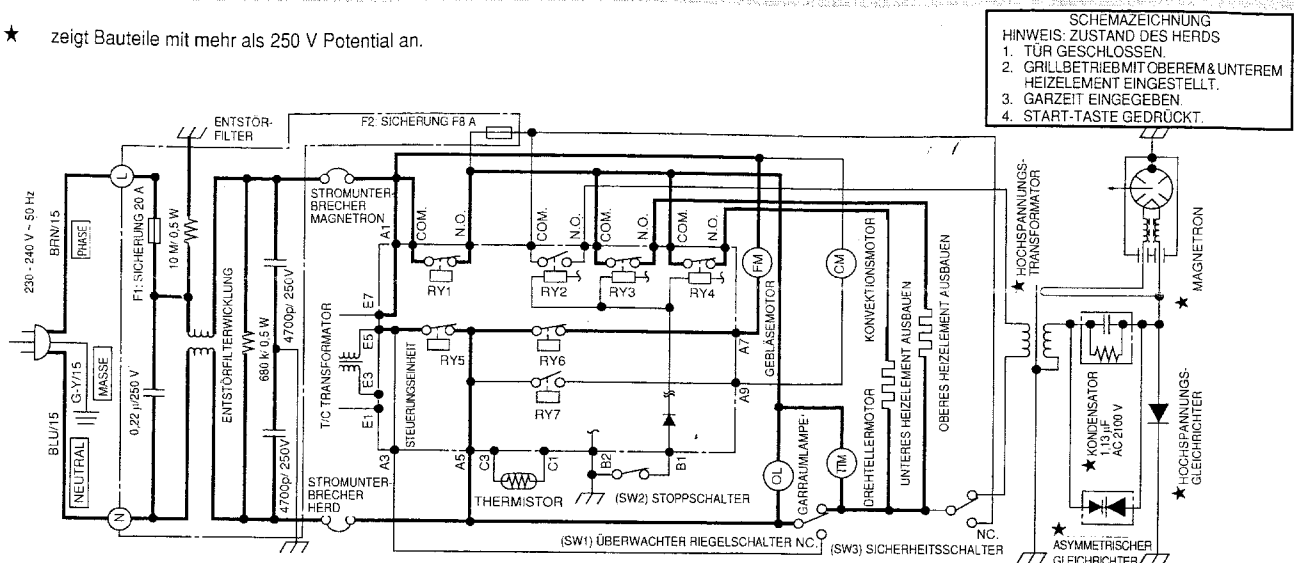 ★ zeigt Bauteile mit mehr als 250 V Potential an.
SCHEMAZEICHNUNG
HINWEIS: ZUSTAND DES HERDS
1. TÜR GESCHLOSSEN.
2. GRILLBETRIEB MIT OBEREM & UNTEREM
HEIZELEMENT EINGESTELLT.
3. GARZEIT EINGEGEBEN.
4. START-TASTE GEDRÜCKT.
ENTSTÖR-
FILTER
F2: SICHERUNG F8 A
230 - 240 V ~ 50 Hz
BRN/15
PHASE
L
F1: SICHERUNG 20 A
10 M/ 0,5 W
G-Y/15
MASSE
BLU/15
NEUTRAL
N
0,22 µ/250 V
ENTSTÖRFILTERWICKLUNG
680 k/ 0,5 W
4700p/ 250V
4700p/ 250V
STROMUNTER-
BRECHER
MAGNETRON
STROMUNTER-
BRECHER
HERD
T/C TRANSFORMATOR
STEUERUNGSEINHEIT
A1
E7
E5
E3
E1
A3
A5
C3
C1
B2
B1
A7
A9
COM.
N.O.
COM.
N.O.
COM.
N.O.
COM.
N.O.
RY1
RY2
RY3
RY4
RY5
RY6
RY7
THERMISTOR
(SW2) STOPPSCHALTER
FM
GEBLÄSEMOTOR
CM
KONVEKTIONSMOTOR
OL
GARRAUMLAMPE
TTM
DREHTELLERMOTOR
UNTERES HEIZELEMENT AUSBAUEN
OBERES HEIZELEMENT AUSBAUEN
(SW1) ÜBERWACHTER RIEGELSCHALTER NC.
(SW3) SICHERHEITSSCHALTER
NC.
★ HOCHSPANNUNGS-
TRANSFORMATOR
★ MAGNETRON
★ KONDENSATOR
1,13 µF
AC 2100 V
★ HOCHSPANNUNGS-
GLEICHRICHTER
★ ASYMMETRISCHER
GLEICHRICHTER